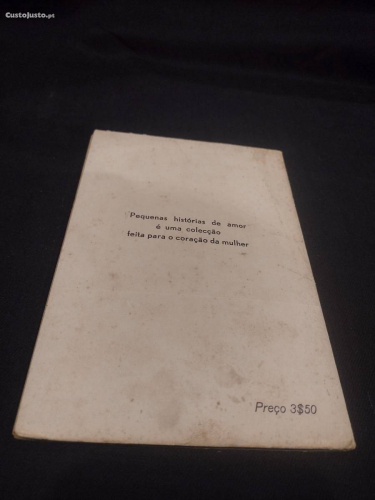 CustoJusto.pt
Pequenas histórias de amor
é uma colecção
feita para o coração da mulher
Preço 3$50